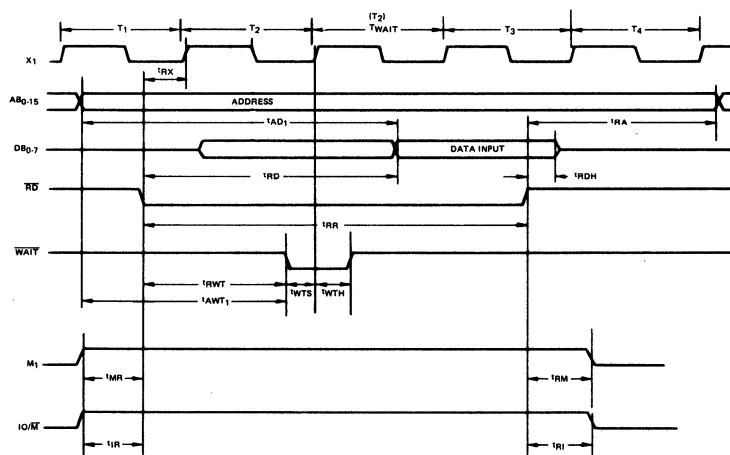 (T2)
T1 T2 TWAIT T3 T4
X1
tRX
AB0-15 ADDRESS
tAD1 tRA
DB0-7 DATA INPUT
tRD tRDH
RD
tRR
WAIT
tRWT tWTS tWTH
tAWT1
M1
tMR tRM
IO/M
tIR tRI